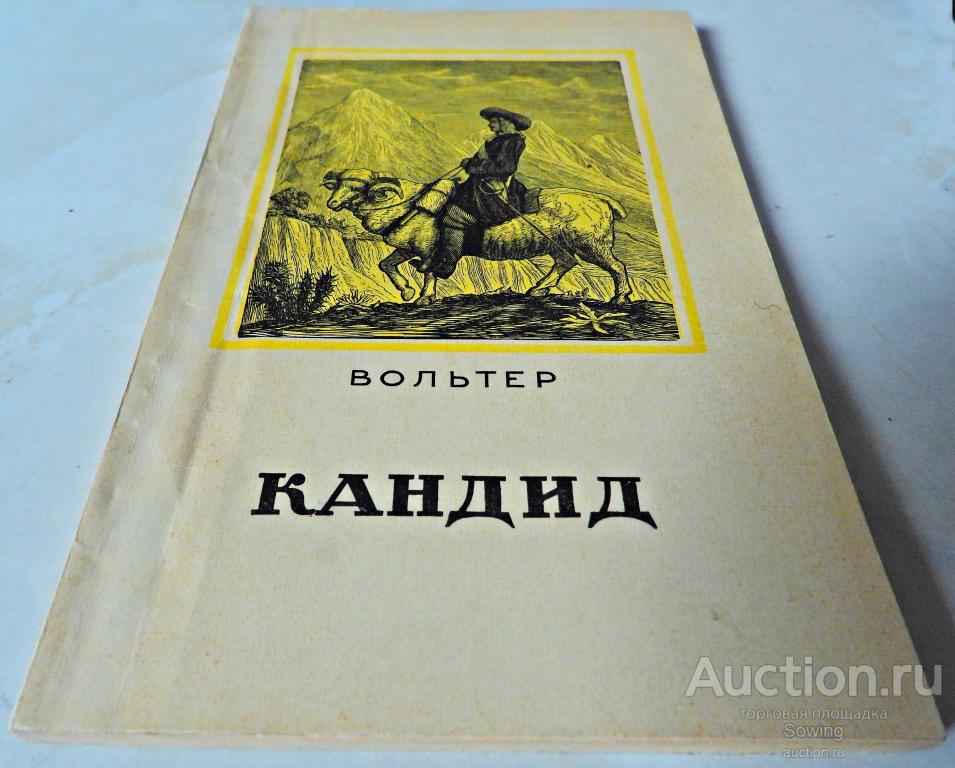 ВОЛЬТЕР
КАНДИД
Auction.ru
торговая площадка
Sowing
auction.ru